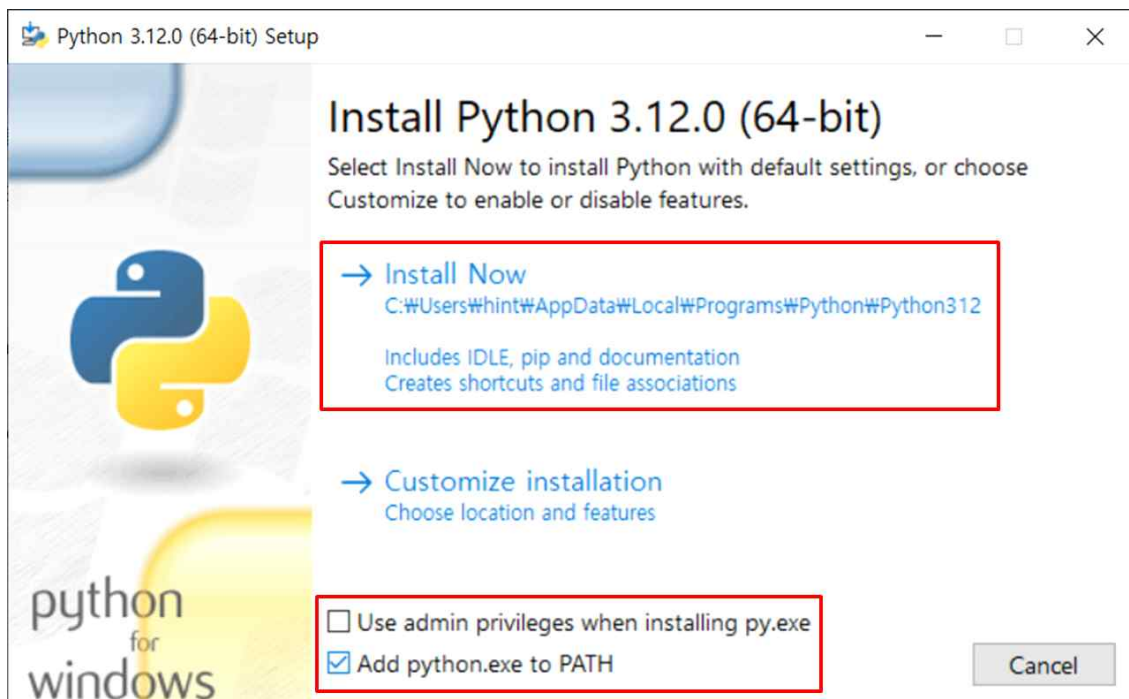 Python 3.12.0 (64-bit) Setup
Install Python 3.12.0 (64-bit)
Select Install Now to install Python with default settings, or choose
Customize to enable or disable features.
Install Now
C:₩Users₩hint₩AppData₩Local₩Programs₩Python₩Python312
Includes IDLE, pip and documentation
Creates shortcuts and file associations
Customize installation
Choose location and features
python
for
windows
Use admin privileges when installing py.exe
Add python.exe to PATH
Cancel